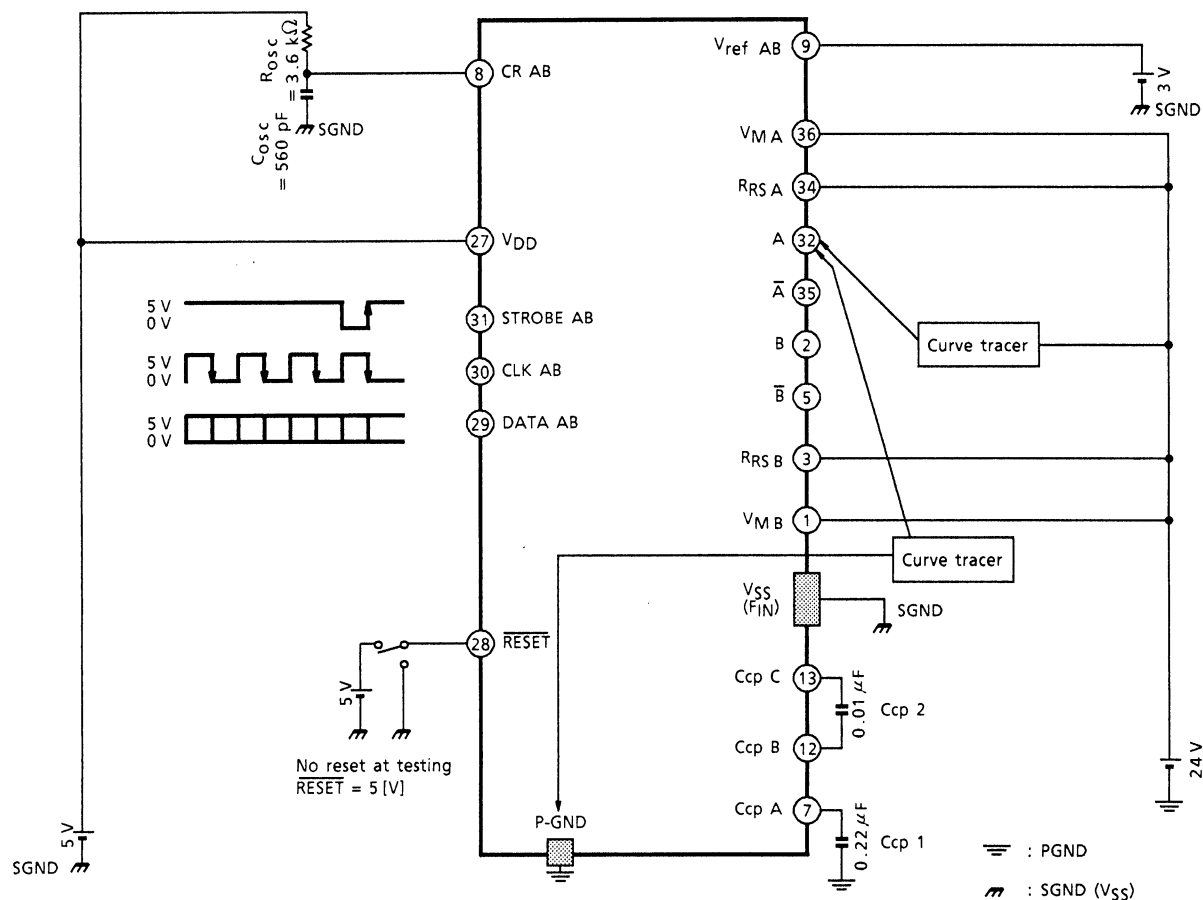 Rosc
= 3.6 kΩ
Cosc
= 560 pF
SGND
8 CR AB
27 VDD
5 V
0 V
31 STROBE AB
5 V
0 V
30 CLK AB
5 V
0 V
29 DATA AB
28 RESET
5 V
No reset at testing
RESET = 5 [V]
5 V
SGND
P-GND
Vref AB 9
3 V
SGND
VM A 36
RRS A 34
A 32
A 35
B 2
B 5
RRS B 3
VM B 1
Curve tracer
Curve tracer
VSS
(FIN)
SGND
Ccp C 13
0.01 μF
Ccp 2
Ccp B 12
Ccp A 7
0.22 μF
Ccp 1
24 V
: PGND
: SGND (VSS)